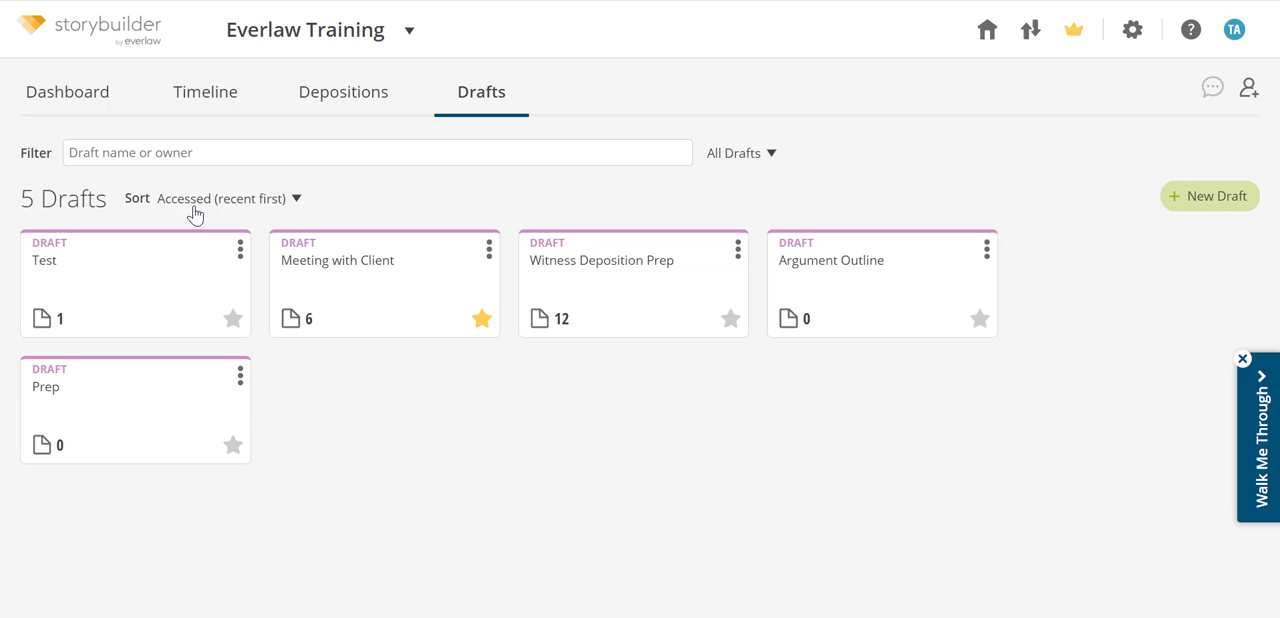 storybuilder
by everlaw
Everlaw Training
TA
Dashboard
Timeline
Depositions
Drafts
Filter
Draft name or owner
All Drafts
5 Drafts
Sort Accessed (recent first)
+ New Draft
DRAFT
Test
1
DRAFT
Meeting with Client
6
DRAFT
Witness Deposition Prep
12
DRAFT
Argument Outline
0
DRAFT
Prep
0
Walk Me Through